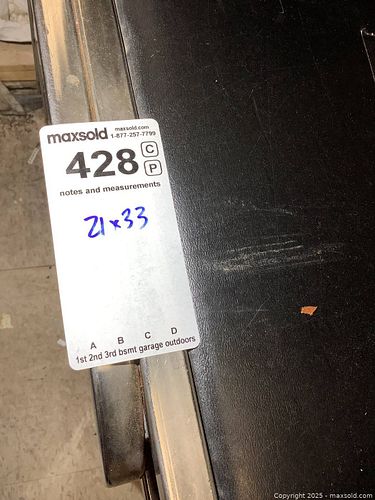 maxsold maxsold.com
1-877-257-7799
428 C
P
notes and measurements
21x33
A B C D
1st 2nd 3rd bsmt garage outdoors
Copyright 2025 - maxsold.com